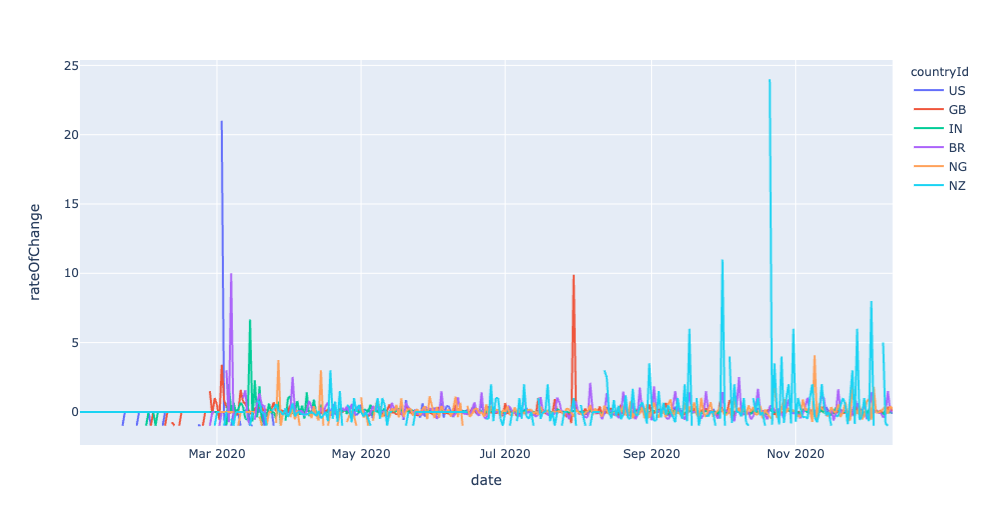 25
20
15
10
5
0
rateOfChange
Mar 2020
May 2020
Jul 2020
Sep 2020
Nov 2020
date
countryId
US
GB
IN
BR
NG
NZ